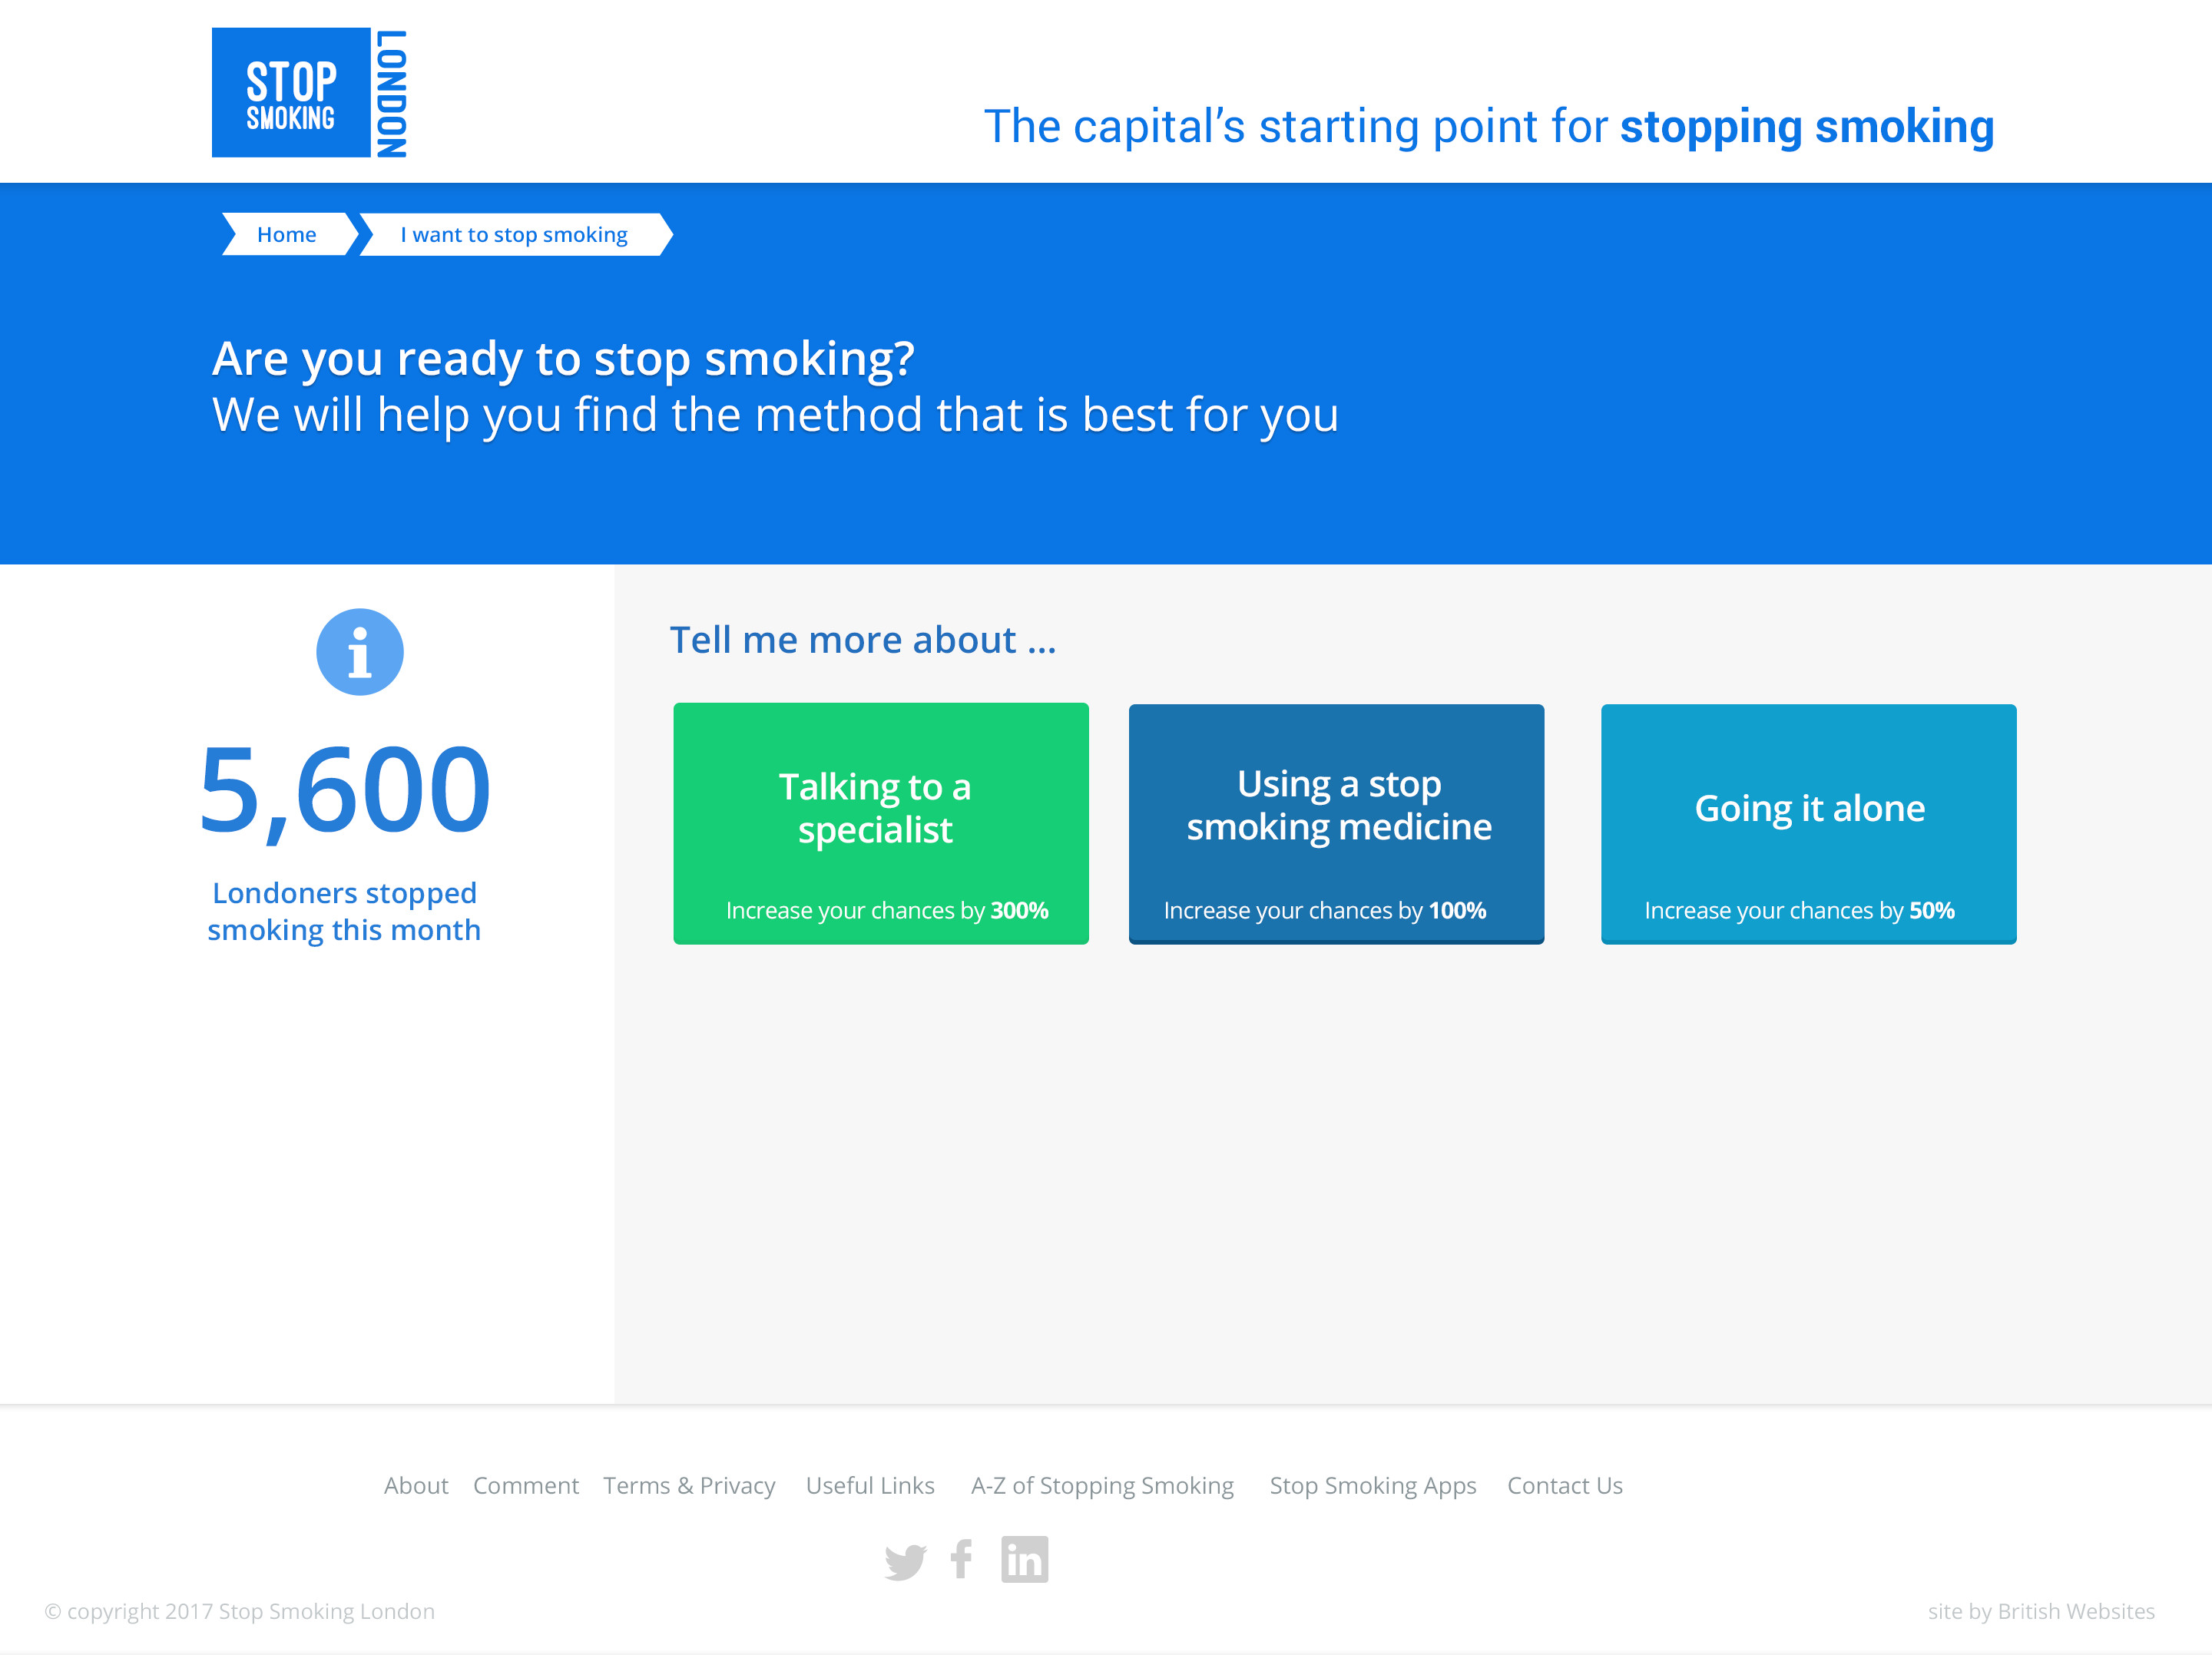 STOP
SMOKING
LONDON
The capital’s starting point for stopping smoking
Home
I want to stop smoking
Are you ready to stop smoking?
We will help you find the method that is best for you
5,600
Londoners stopped
smoking this month
Tell me more about ...
Talking to a
specialist
Increase your chances by 300%
Using a stop
smoking medicine
Increase your chances by 100%
Going it alone
Increase your chances by 50%
About Comment Terms & Privacy Useful Links A-Z of Stopping Smoking Stop Smoking Apps Contact Us
© copyright 2017 Stop Smoking London
site by British Websites